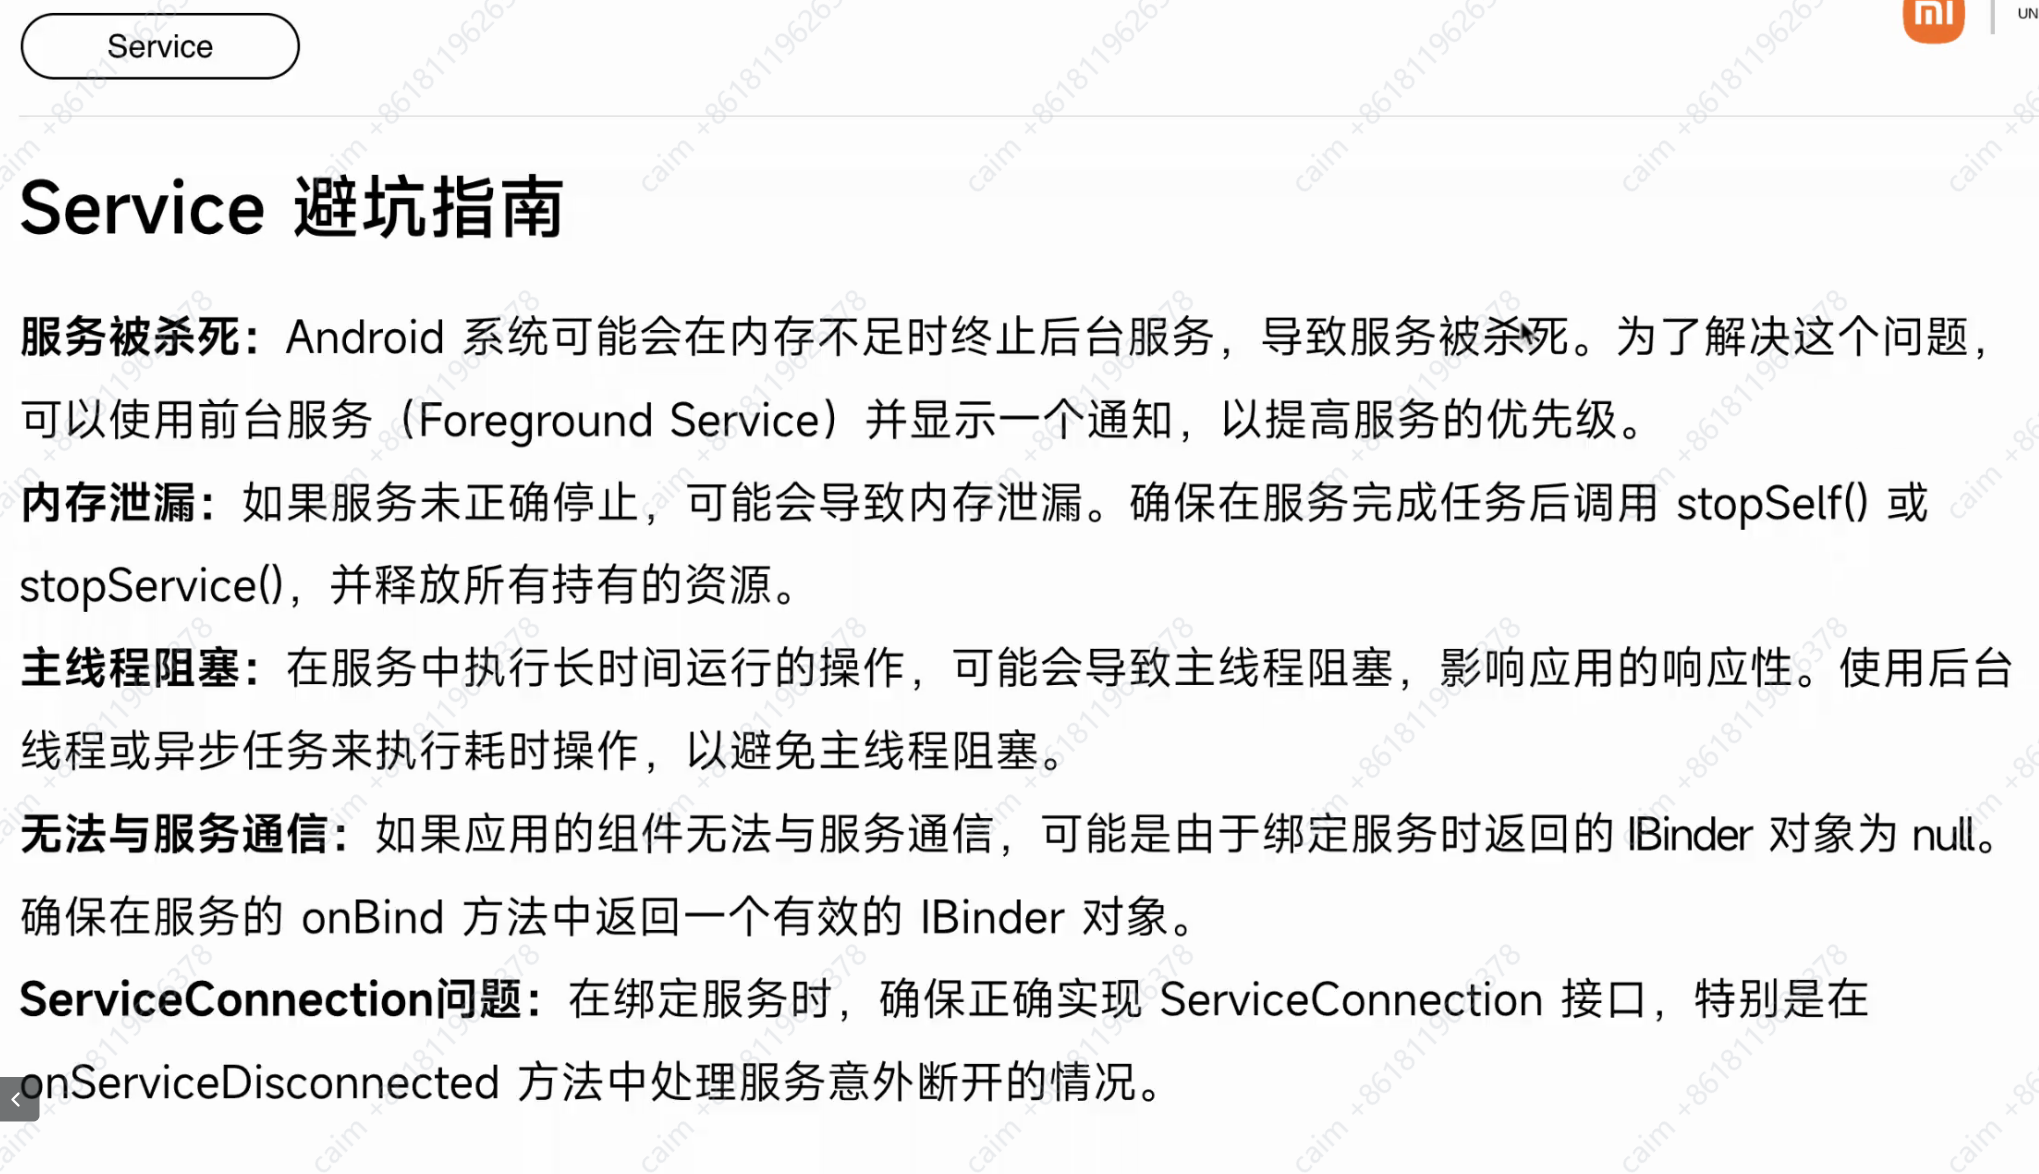 Service
UN
Service 避坑指南
服务被杀死：Android 系统可能会在内存不足时终止后台服务，导致服务被杀死。为了解决这个问题，
可以使用前台服务（Foreground Service）并显示一个通知，以提高服务的优先级。
内存泄漏：如果服务未正确停止，可能会导致内存泄漏。确保在服务完成任务后调用 stopSelf() 或
stopService()，并释放所有持有的资源。
主线程阻塞：在服务中执行长时间运行的操作，可能会导致主线程阻塞，影响应用的响应性。使用后台
线程或异步任务来执行耗时操作，以避免主线程阻塞。
无法与服务通信：如果应用的组件无法与服务通信，可能是由于绑定服务时返回的 IBinder 对象为 null。
确保在服务的 onBind 方法中返回一个有效的 IBinder 对象。
ServiceConnection问题：在绑定服务时，确保正确实现 ServiceConnection 接口，特别是在
onServiceDisconnected 方法中处理服务意外断开的情况。
caim +8618119626378